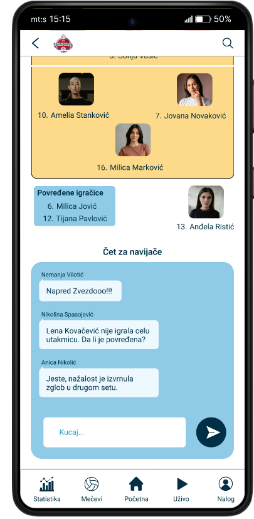 mt:s 15:15
50%
10. Amelia Stanković
7. Jovana Novaković
16. Milica Marković
Povređene igračice
6. Milica Jović
12. Tijana Pavlović
13. Anđela Ristić
Čet za navijače
Nemanja Vilotić
Napred Zvezdooo!!!
Nikolina Spasojević
Lena Kovačević nije igrala celu
utakmicu. Da li je povređena?
Anica Nikolić
Jeste, nažalost je izvrnula
zglob u drugom setu.
Kucaj...
Statistika
Mečevi
Početna
Uživo
Nalog